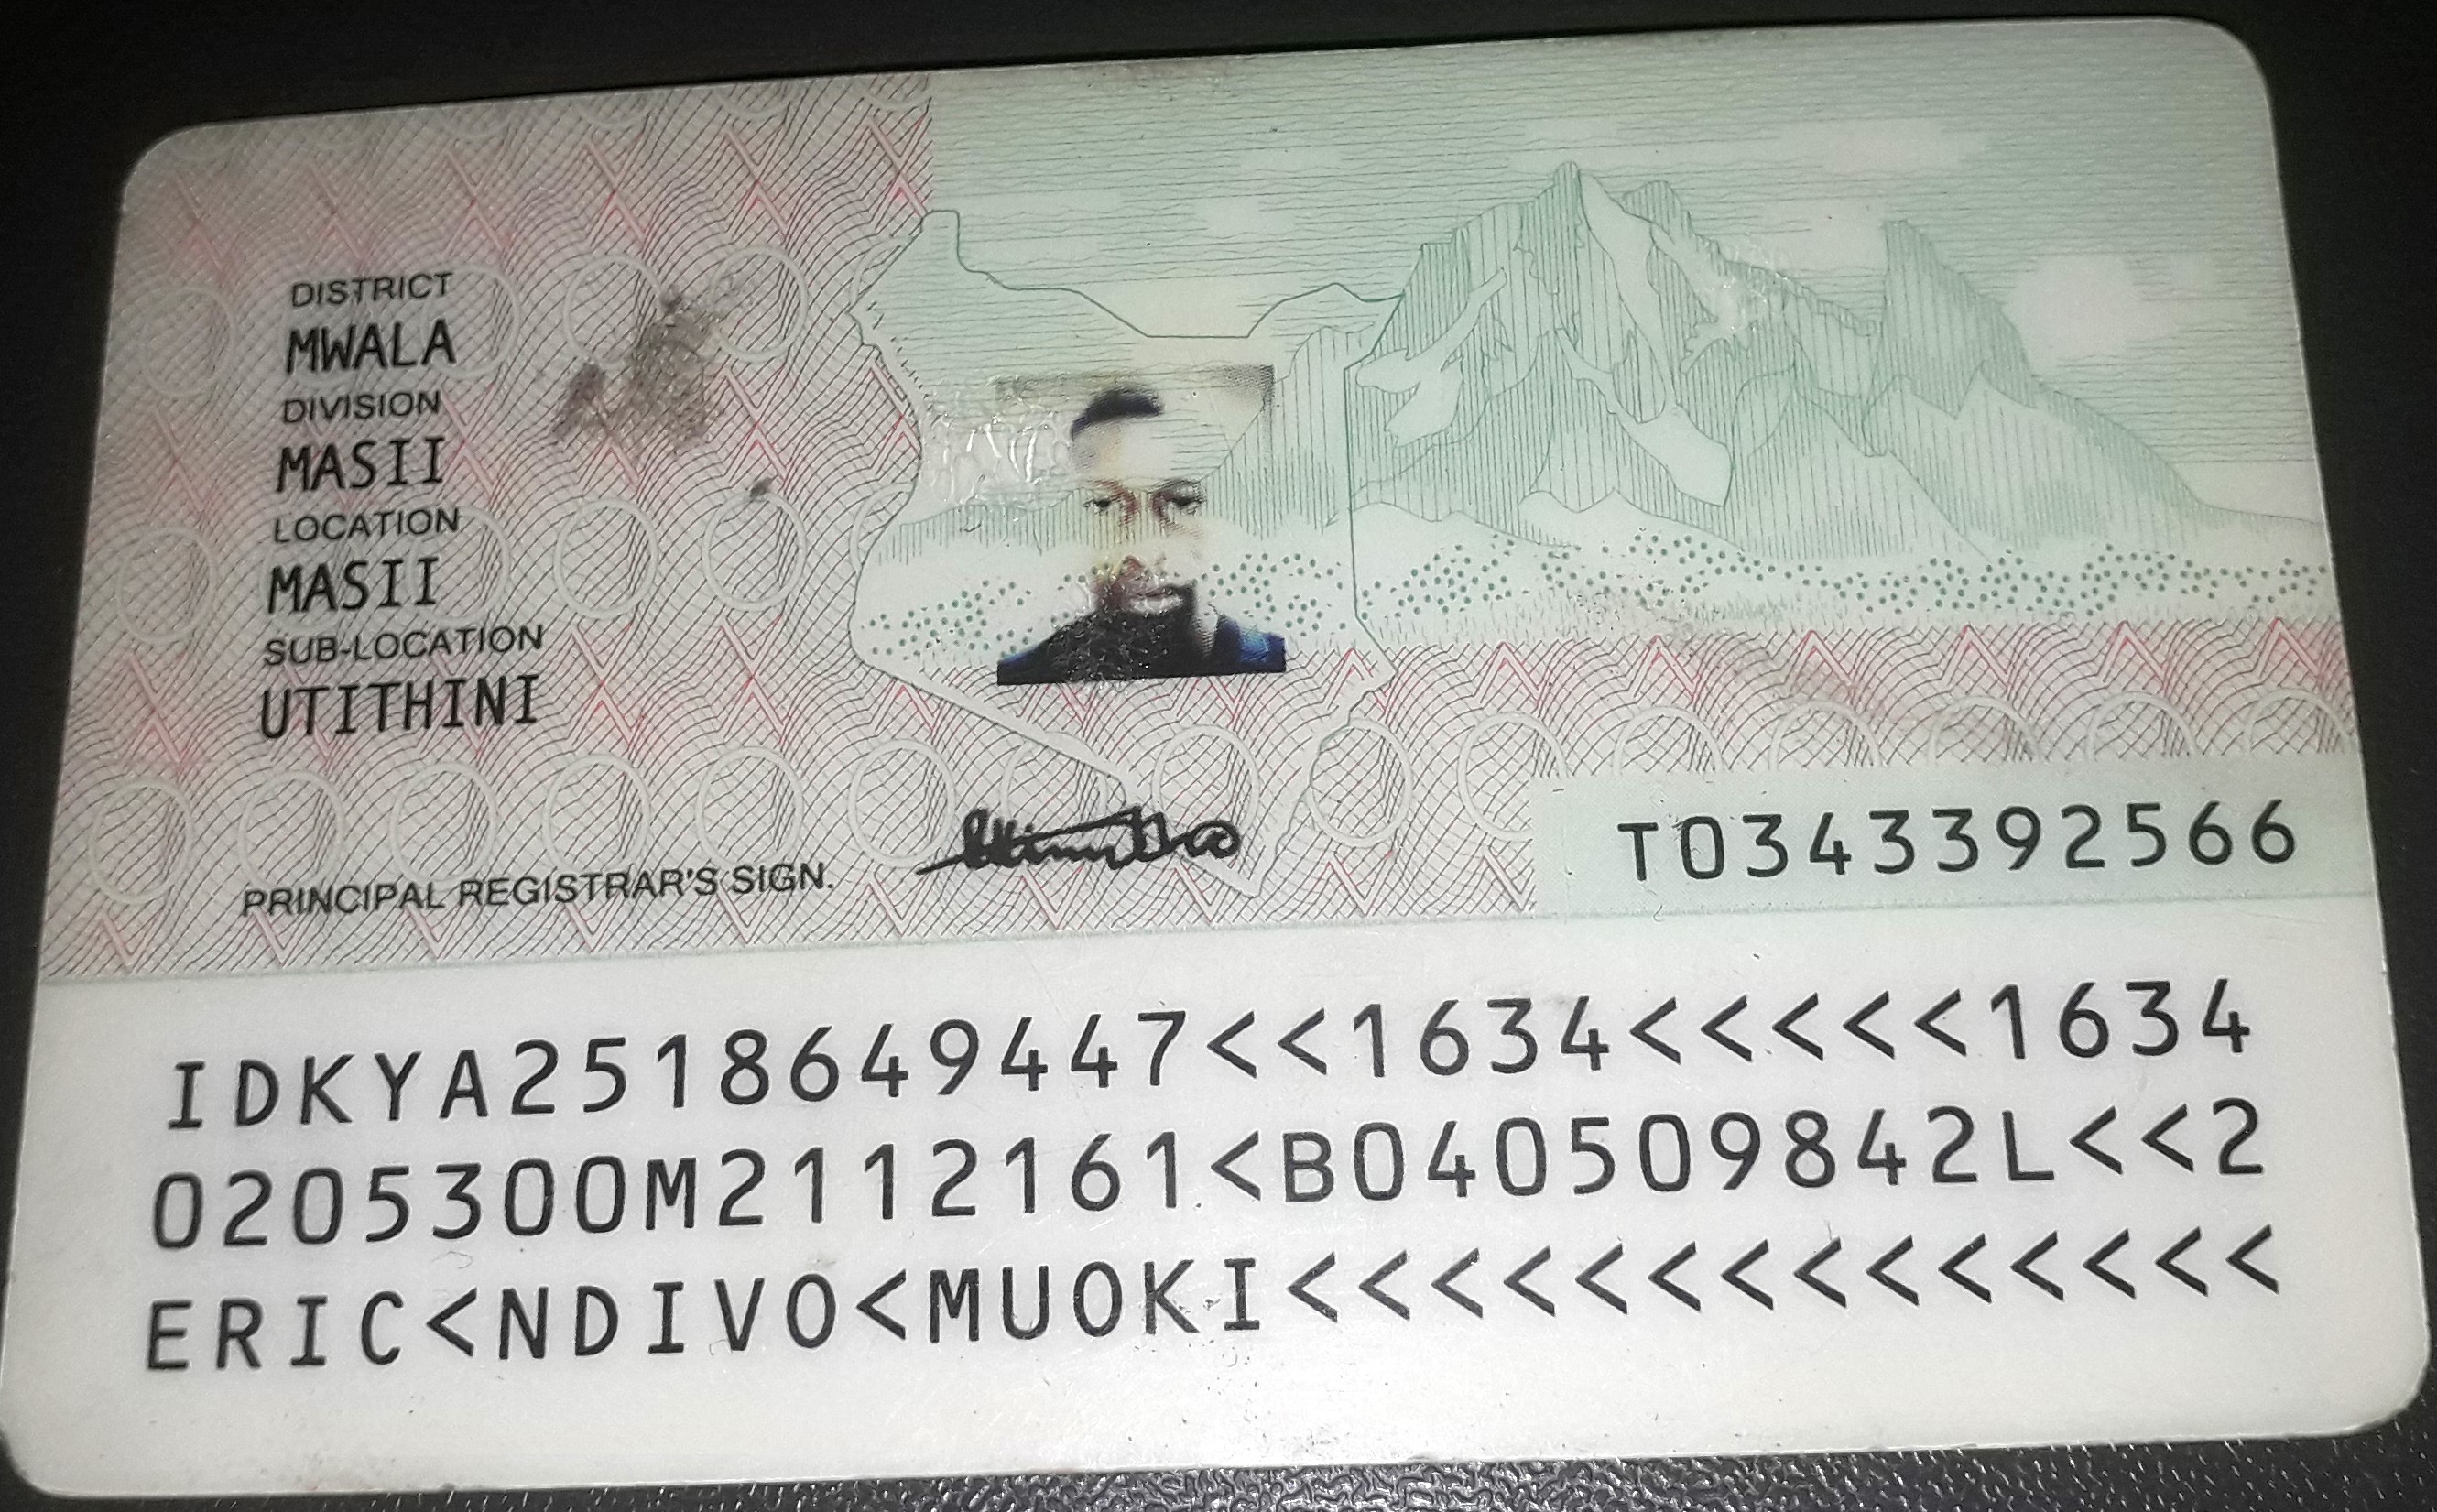 DISTRICT
MWALA
DIVISION
MASII
LOCATION
MASII
SUB-LOCATION
UTITHINI
PRINCIPAL REGISTRAR'S SIGN.
T0343392566
IDKYA2518649447<<1634<<<<<1634
0205300M2112161<B040509842L<<2
ERIC<NDIVO<MUOKI<<<<<<<<<<<<<<